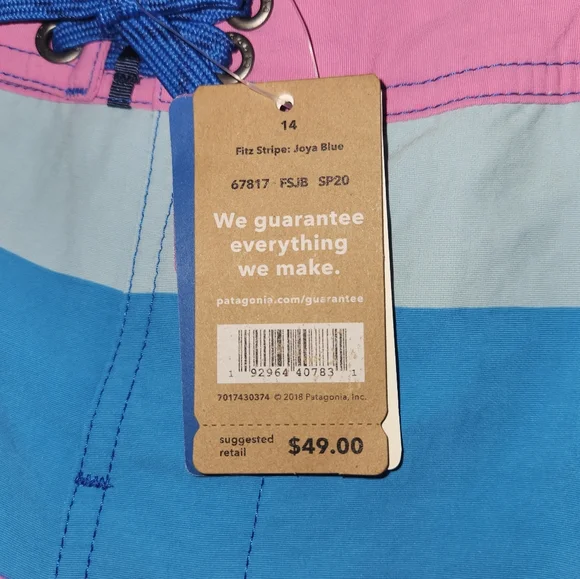 14
Fitz Stripe: Joya Blue
67817 FSJB SP20
We guarantee
everything
we make.
patagonia.com/guarantee
1 92964 40783 1
7017430374 © 2018 Patagonia, Inc.
suggested
retail
$49.00